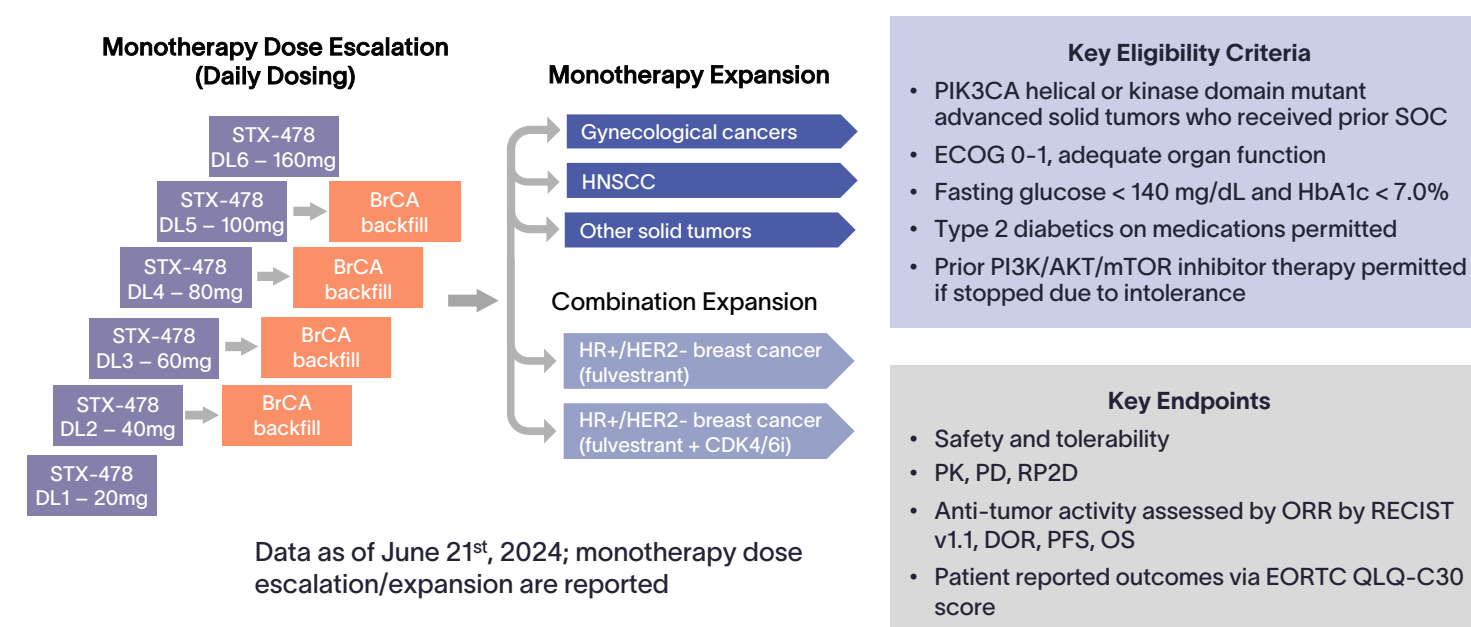 Monotherapy Dose Escalation
(Daily Dosing)
STX-478
DL6 – 160mg
STX-478
DL5 – 100mg
BrCA
backfill
STX-478
DL4 – 80mg
BrCA
backfill
STX-478
DL3 – 60mg
BrCA
backfill
STX-478
DL2 – 40mg
BrCA
backfill
STX-478
DL1 – 20mg
Monotherapy Expansion
Gynecological cancers
HNSCC
Other solid tumors
Combination Expansion
HR+/HER2- breast cancer
(fulvestrant)
HR+/HER2- breast cancer
(fulvestrant + CDK4/6i)
Data as of June 21st, 2024; monotherapy dose
escalation/expansion are reported
Key Eligibility Criteria
• PIK3CA helical or kinase domain mutant
advanced solid tumors who received prior SOC
• ECOG 0-1, adequate organ function
• Fasting glucose < 140 mg/dL and HbA1c < 7.0%
• Type 2 diabetics on medications permitted
• Prior PI3K/AKT/mTOR inhibitor therapy permitted
if stopped due to intolerance
Key Endpoints
• Safety and tolerability
• PK, PD, RP2D
• Anti-tumor activity assessed by ORR by RECIST
v1.1, DOR, PFS, OS
• Patient reported outcomes via EORTC QLQ-C30
score